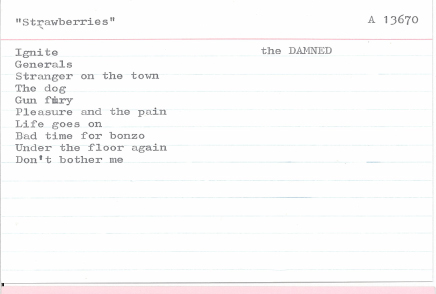 "Strawberries" A 13670
Ignite the DAMNED
Generals
Stranger on the town
The dog
Gun fury
Pleasure and the pain
Life goes on
Bad time for bonzo
Under the floor again
Don't bother me